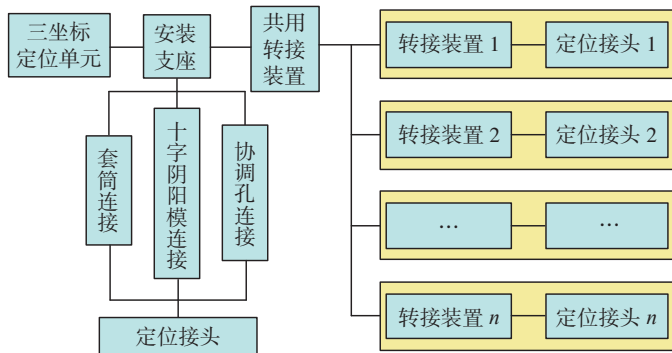 三坐标
定位单元
安装
支座
共用
转接
装置
转接装置 1
定位接头 1
转接装置 2
定位接头 2
…
…
转接装置 n
定位接头 n
套筒连接
十字阴阳模连接
协调孔连接
定位接头